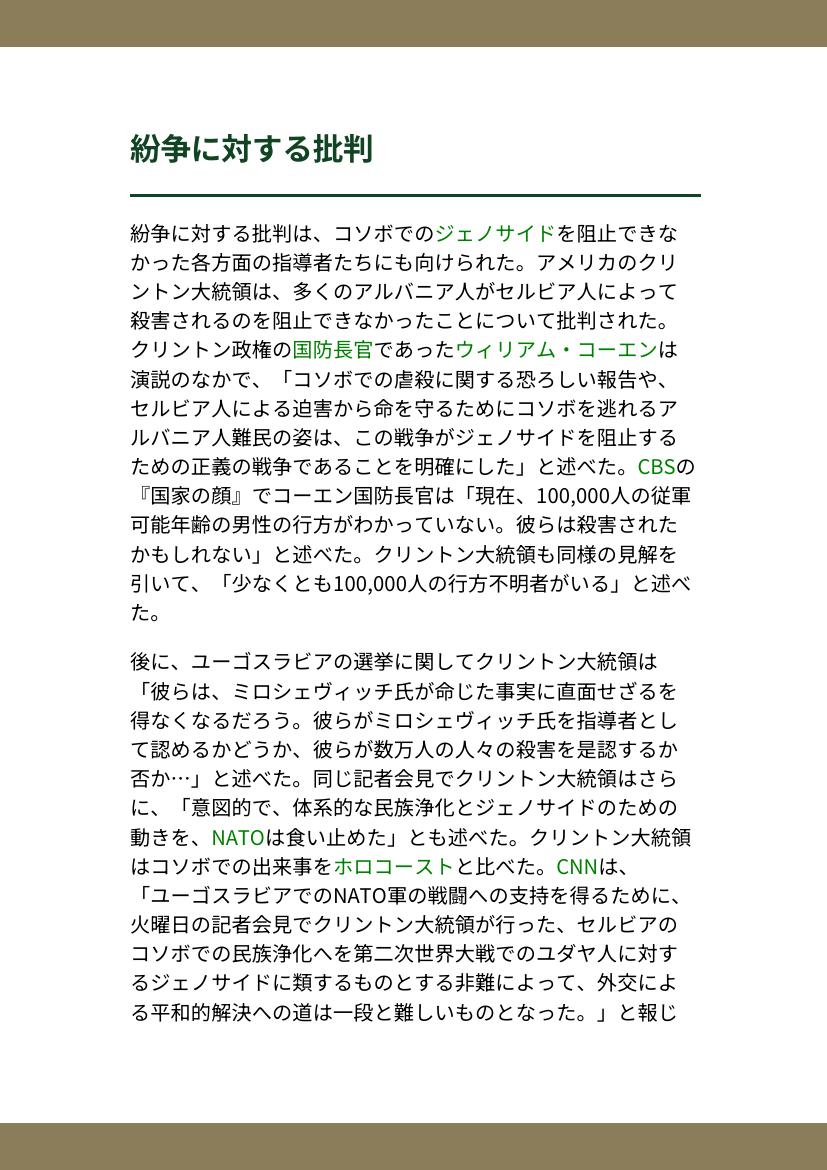 紛争に対する批判
紛争に対する批判は、コソボでのジェノサイドを阻止できな
かった各方面の指導者たちにも向けられた。アメリカのクリ
ントン大統領は、多くのアルバニア人がセルビア人によって
殺害されるのを阻止できなかったことについて批判された。
クリントン政権の国防長官であったウィリアム・コーエンは
演説のなかで、「コソボでの虐殺に関する恐ろしい報告や、
セルビア人による迫害から命を守るためにコソボを逃れるア
ルバニア人難民の姿は、この戦争がジェノサイドを阻止する
ための正義の戦争であることを明確にした」と述べた。CBSの
『国家の顔』でコーエン国防長官は「現在、100,000人の従軍
可能年齢の男性の行方がわかっていない。彼らは殺害された
かもしれない」と述べた。クリントン大統領も同様の見解を
引いて、「少なくとも100,000人の行方不明者がいる」と述べ
た。
後に、ユーゴスラビアの選挙に関してクリントン大統領は
「彼らは、ミロシェヴィッチ氏が命じた事実に直面せざるを
得なくなるだろう。彼らがミロシェヴィッチ氏を指導者とし
て認めるかどうか、彼らが数万人の人々の殺害を是認するか
否か…」と述べた。同じ記者会見でクリントン大統領はさら
に、「意図的で、体系的な民族浄化とジェノサイドのための
動きを、NATOは食い止めた」とも述べた。クリントン大統領
はコソボでの出来事をホロコーストと比べた。CNNは、
「ユーゴスラビアでのNATO軍の戦闘への支持を得るために、
火曜日の記者会見でクリントン大統領が行った、セルビアの
コソボでの民族浄化へを第二次世界大戦でのユダヤ人に対す
るジェノサイドに類するものとする非難によって、外交によ
る平和的解決への道は一段と難しいものとなった。」と報じ